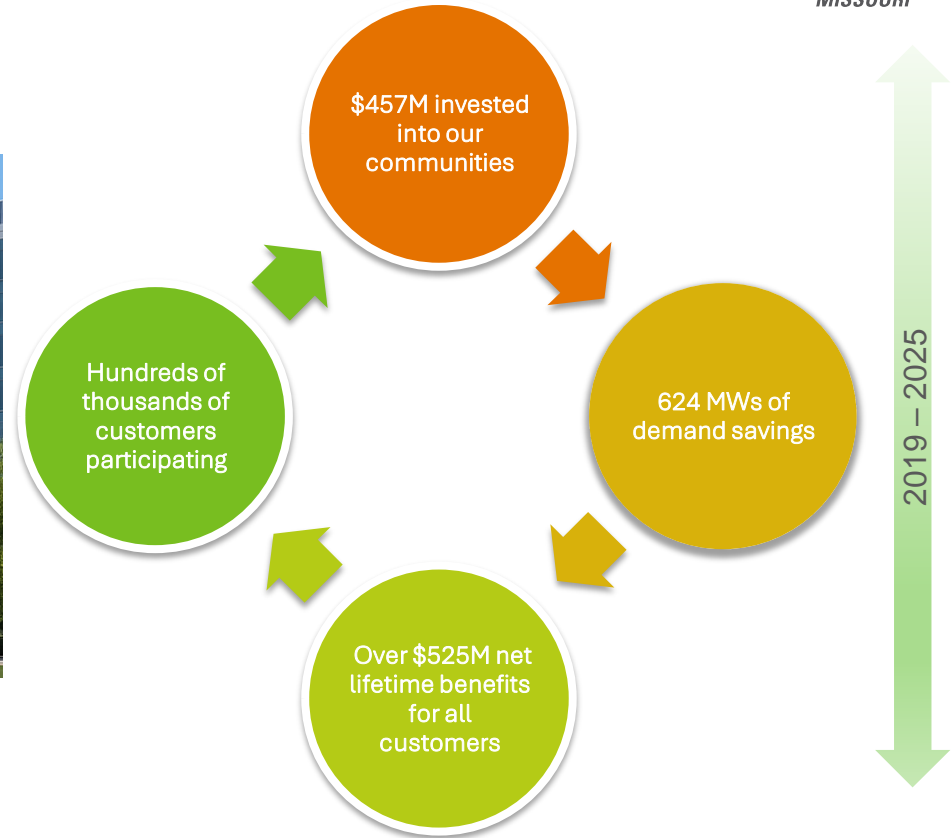 MISSOURI
$457M invested
into our
communities
Hundreds of
thousands of
customers
participating
624 MWs of
demand savings
Over $525M net
lifetime benefits
for all
customers
2019 – 2025